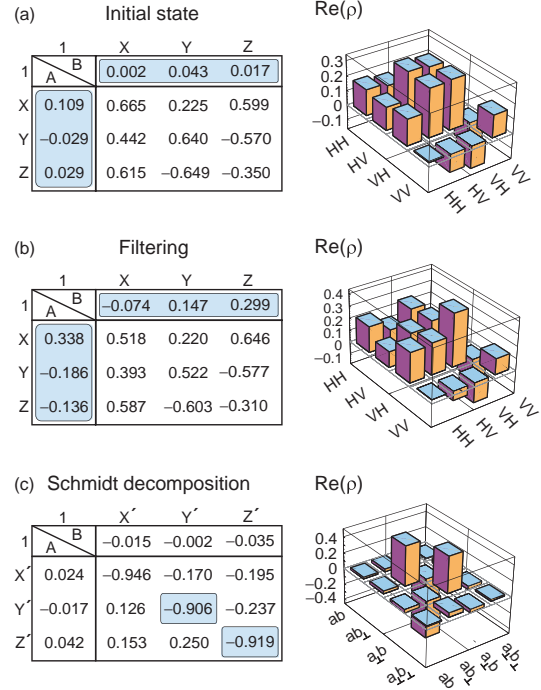 (a) Initial state
Re(ρ)
1 X Y Z
1 A B 0.002 0.043 0.017
X 0.109 0.665 0.225 0.599
Y −0.029 0.442 0.640 −0.570
Z 0.029 0.615 −0.649 −0.350
0.3
0.2
0.1
0
−0.1
HH HV VH VV
HH HV VH VV
(b) Filtering
Re(ρ)
1 X Y Z
1 A B −0.074 0.147 0.299
X 0.338 0.518 0.220 0.646
Y −0.186 0.393 0.522 −0.577
Z −0.136 0.587 −0.603 −0.310
0.4
0.3
0.2
0.1
0
−0.1
HH HV VH VV
HH HV VH VV
(c) Schmidt decomposition
Re(ρ)
1 X´ Y´ Z´
1 A B −0.015 −0.002 −0.035
X´ 0.024 −0.946 −0.170 −0.195
Y´ −0.017 0.126 −0.906 −0.237
Z´ 0.042 0.153 0.250 −0.919
0.4
0.2
0
−0.2
−0.4
ab ab⊥ a⊥b a⊥b⊥
ab ab⊥ a⊥b a⊥b⊥